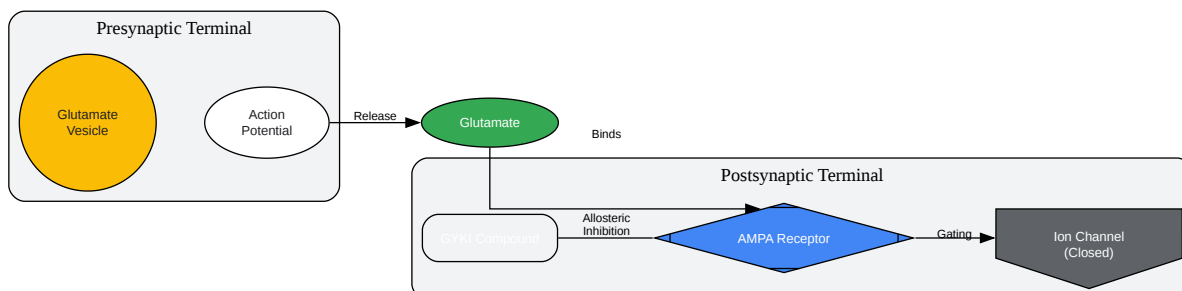 Presynaptic Terminal
Glutamate
Vesicle
Action
Potential
Release
Glutamate
Binds
Postsynaptic Terminal
GYKI Compound
Allosteric
Inhibition
AMPA Receptor
Gating
Ion Channel
(Closed)